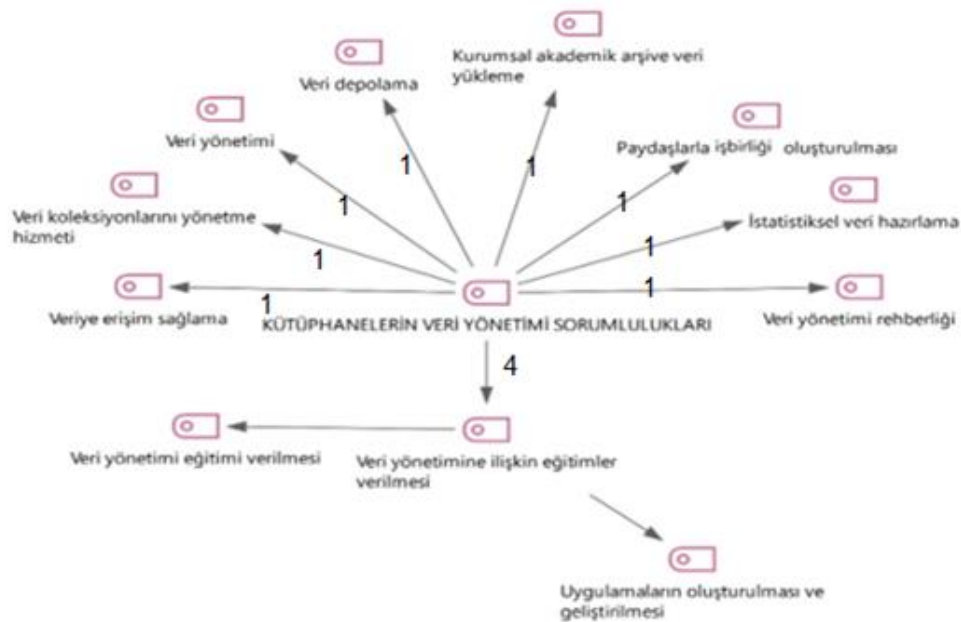 Kurumsal akademik arşive veri
yükleme
Veri depolama
Veri yönetimi
Paydaşlarla işbirliği oluşturulması
1
1
1
1
Veri koleksiyonlarını yönetme
hizmeti
İstatistiksel veri hazırlama
1
1
Veriye erişim sağlama
1
1
Veri yönetimi rehberliği
KÜTÜPHANELERİN VERİ YÖNETİMİ SORUMLULUKLARI
4
Veri yönetimi eğitimi verilmesi
Veri yönetimine ilişkin eğitimler
verilmesi
Uygulamaların oluşturulması ve
geliştirilmesi